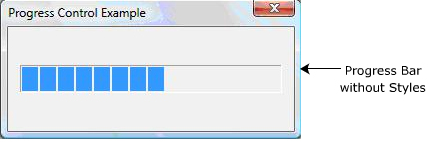 Progress Control Example
Progress Bar
without Styles